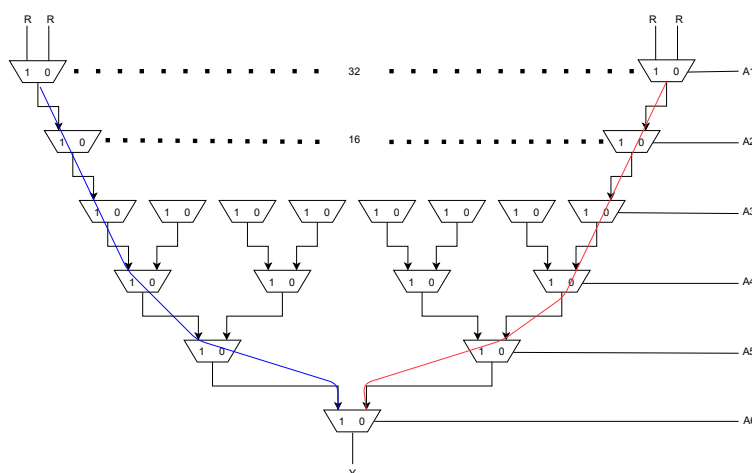 R R R R
1 0 32 1 0 A1
1 0 16 1 0 A2
1 0 1 0 1 0 1 0 1 0 1 0 1 0 1 0 A3
1 0 1 0 1 0 1 0 A4
1 0 1 0 A5
1 0 A6
Y